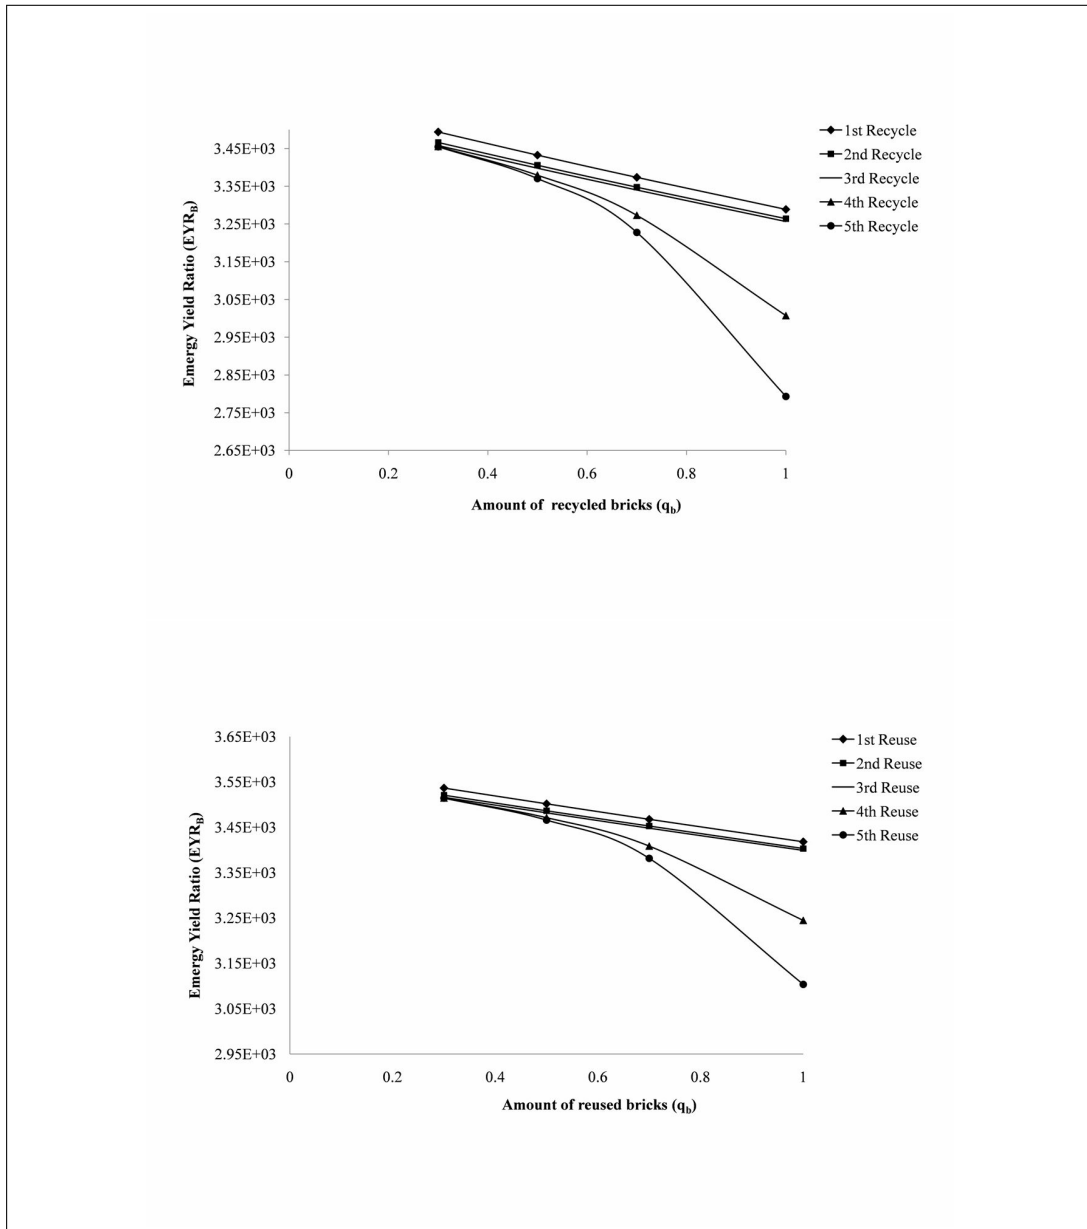 3.45E+03
3.35E+03
3.25E+03
3.15E+03
3.05E+03
2.95E+03
2.85E+03
2.75E+03
2.65E+03
Emergy Yield Ratio (EYR_B)
0 0.2 0.4 0.6 0.8 1
Amount of recycled bricks (q_b)
1st Recycle
2nd Recycle
3rd Recycle
4th Recycle
5th Recycle
3.65E+03
3.55E+03
3.45E+03
3.35E+03
3.25E+03
3.15E+03
3.05E+03
2.95E+03
Emergy Yield Ratio (EYR_B)
0 0.2 0.4 0.6 0.8 1
Amount of reused bricks (q_b)
1st Reuse
2nd Reuse
3rd Reuse
4th Reuse
5th Reuse